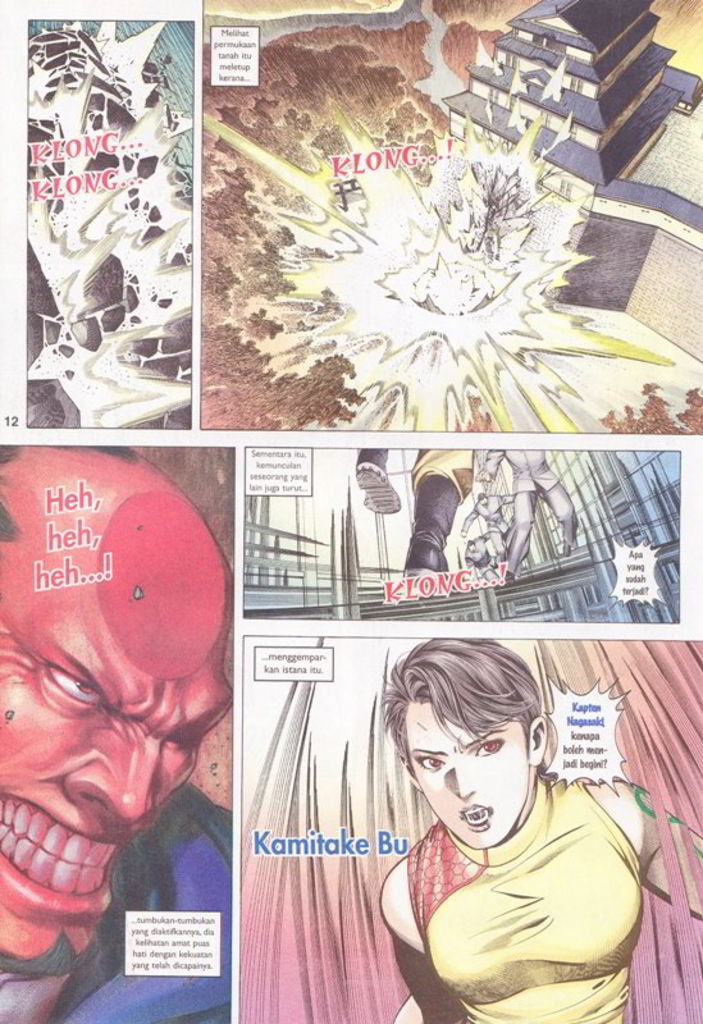 Melihat
permukaan
tanah itu
meletup
kerana...
KLONG...
KLONG...
KLONG...!
12
Heh,
heh,
heh...!
...tumbukan-tumbukan
yang diaktifkannya, dia
kelihatan amat puas
hati dengan kekuatan
yang telah dicapainya.
Sementara itu,
kemunculan
seseorang yang
lain juga turut...
KLONG...!
Apa
yang
sudah
terjadi?
...menggempar-
kan istana itu.
Kapten
Nagasaki,
kenapa
boleh men-
jadi begini?
Kamitake Bu